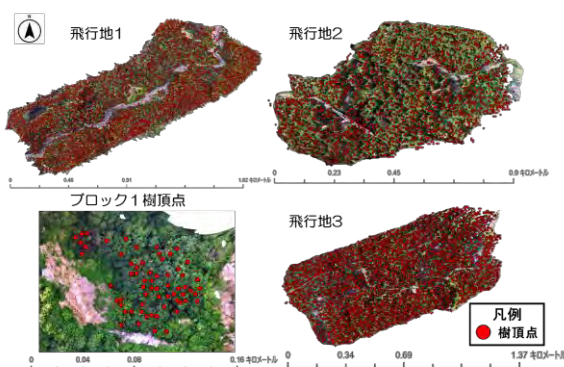 N
飛行地1
飛行地2
0 0.46 0.91 1.82 キロメートル
0 0.23 0.45 0.9 キロメートル
ブロック1樹頂点
飛行地3
凡例
樹頂点
0 0.04 0.08 0.16 キロメートル
0 0.34 0.69 1.37 キロメートル